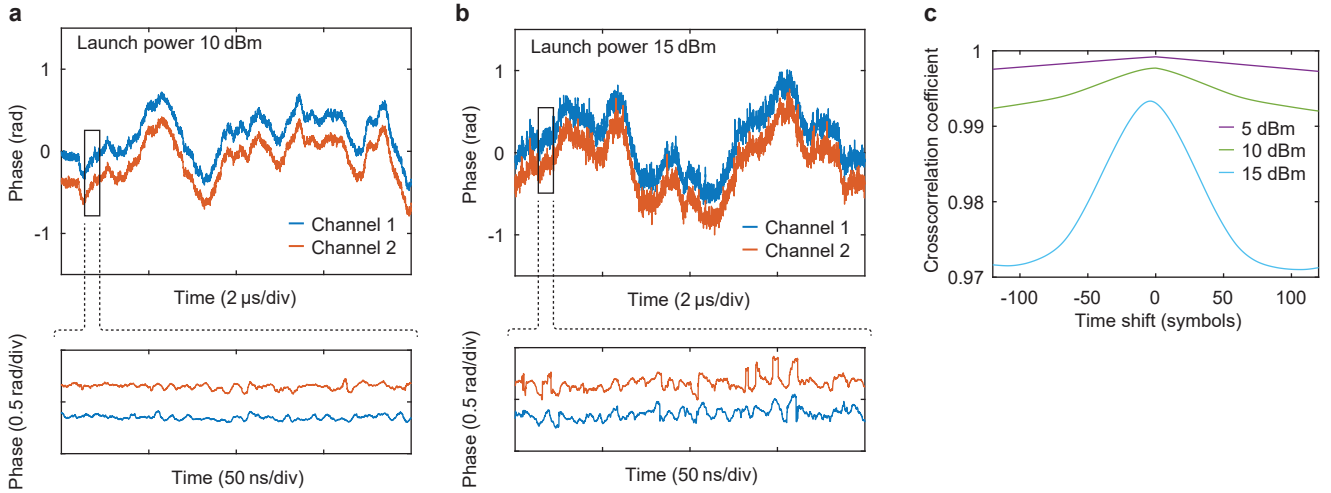 a
Launch power 10 dBm
1
0
-1
Phase (rad)
Channel 1
Channel 2
Time (2 µs/div)
Phase (0.5 rad/div)
Time (50 ns/div)
b
Launch power 15 dBm
1
0
-1
Phase (rad)
Channel 1
Channel 2
Time (2 µs/div)
Phase (0.5 rad/div)
Time (50 ns/div)
c
1
0.99
0.98
0.97
Crosscorrelation coefficient
5 dBm
10 dBm
15 dBm
-100 -50 0 50 100
Time shift (symbols)